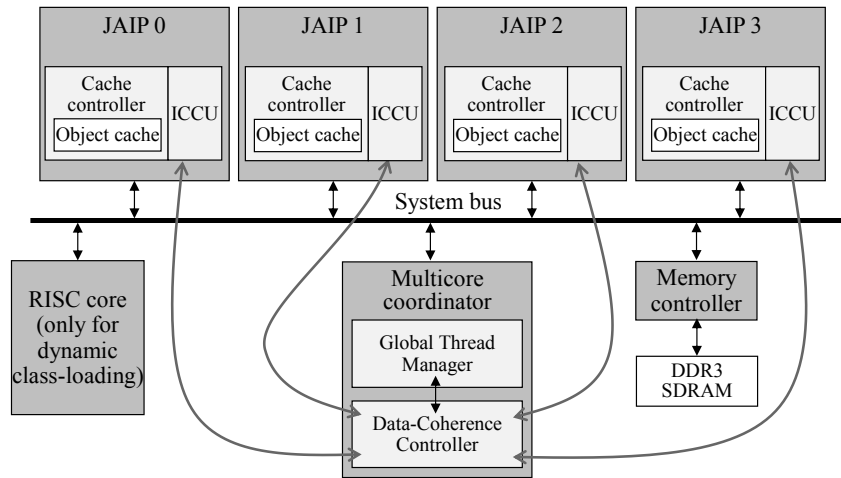 JAIP 0
JAIP 1
JAIP 2
JAIP 3
Cache
controller
ICCU
Object cache
Cache
controller
ICCU
Object cache
Cache
controller
ICCU
Object cache
Cache
controller
ICCU
Object cache
System bus
RISC core
(only for
dynamic
class-loading)
Multicore
coordinator
Global Thread
Manager
Data-Coherence
Controller
Memory
controller
DDR3
SDRAM